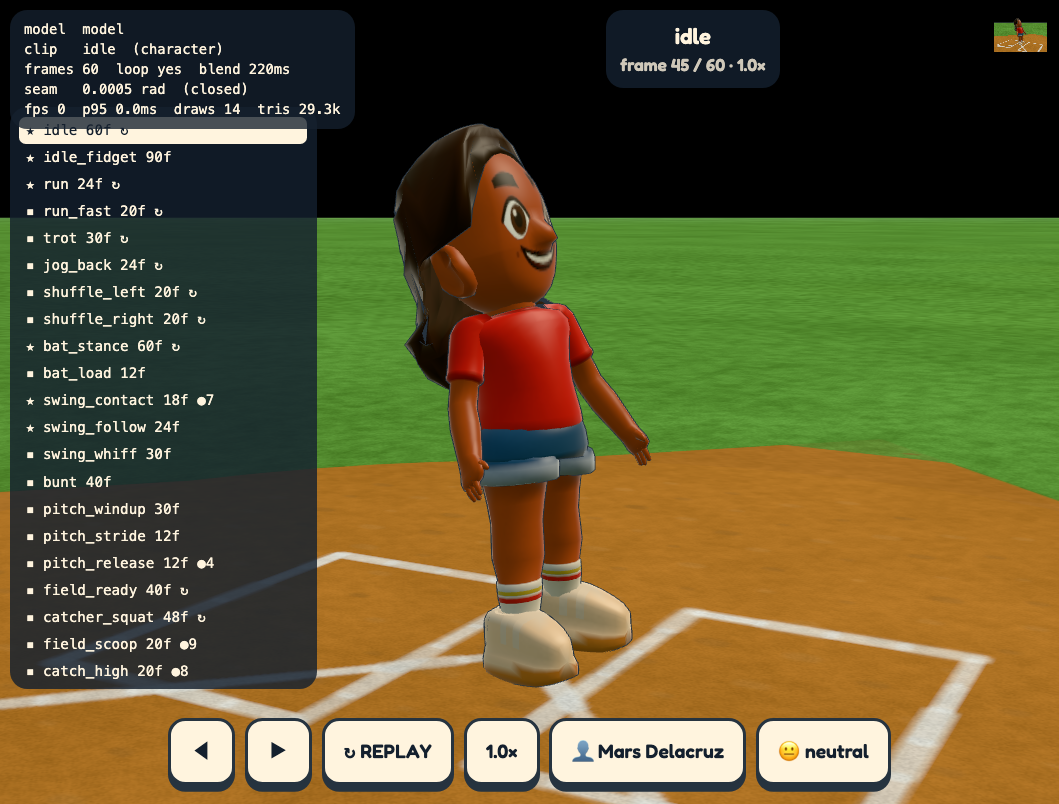 model  model
clip   idle  (character)
frames 60  loop yes  blend 220ms
seam   0.0005 rad  (closed)
fps 0  p95 0.0ms  draws 14  tris 29.3k
★ idle 60f ↻
★ idle_fidget 90f
★ run 24f ↻
▪ run_fast 20f ↻
▪ trot 30f ↻
▪ jog_back 24f ↻
▪ shuffle_left 20f ↻
▪ shuffle_right 20f ↻
★ bat_stance 60f ↻
▪ bat_load 12f
★ swing_contact 18f ●7
★ swing_follow 24f
▪ swing_whiff 30f
▪ bunt 40f
▪ pitch_windup 30f
▪ pitch_stride 12f
▪ pitch_release 12f ●4
▪ field_ready 40f ↻
▪ catcher_squat 48f ↻
▪ field_scoop 20f ●9
▪ catch_high 20f ●8
idle
frame 45 / 60 · 1.0×
◀ ▶ ↻ REPLAY 1.0× 👤 Mars Delacruz 😐 neutral